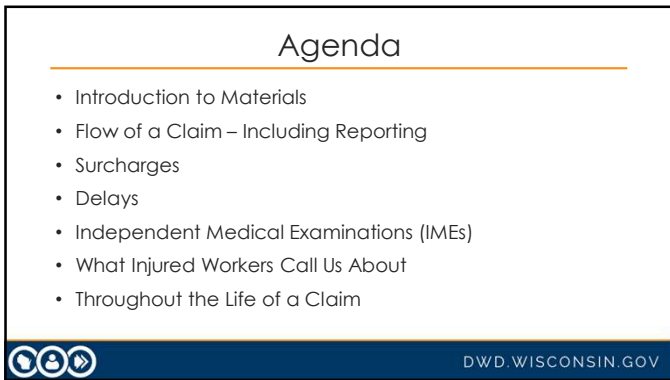 Agenda
• Introduction to Materials
• Flow of a Claim – Including Reporting
• Surcharges
• Delays
• Independent Medical Examinations (IMEs)
• What Injured Workers Call Us About
• Throughout the Life of a Claim
DWD.WISCONSIN.GOV